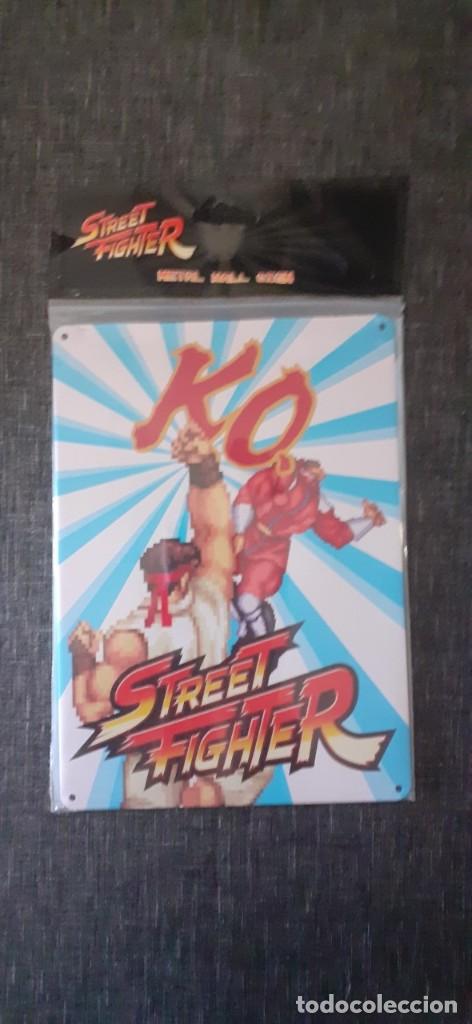 STREET
FIGHTER
METAL WALL SIGN
KO
STREET
FIGHTER
todocoleccion